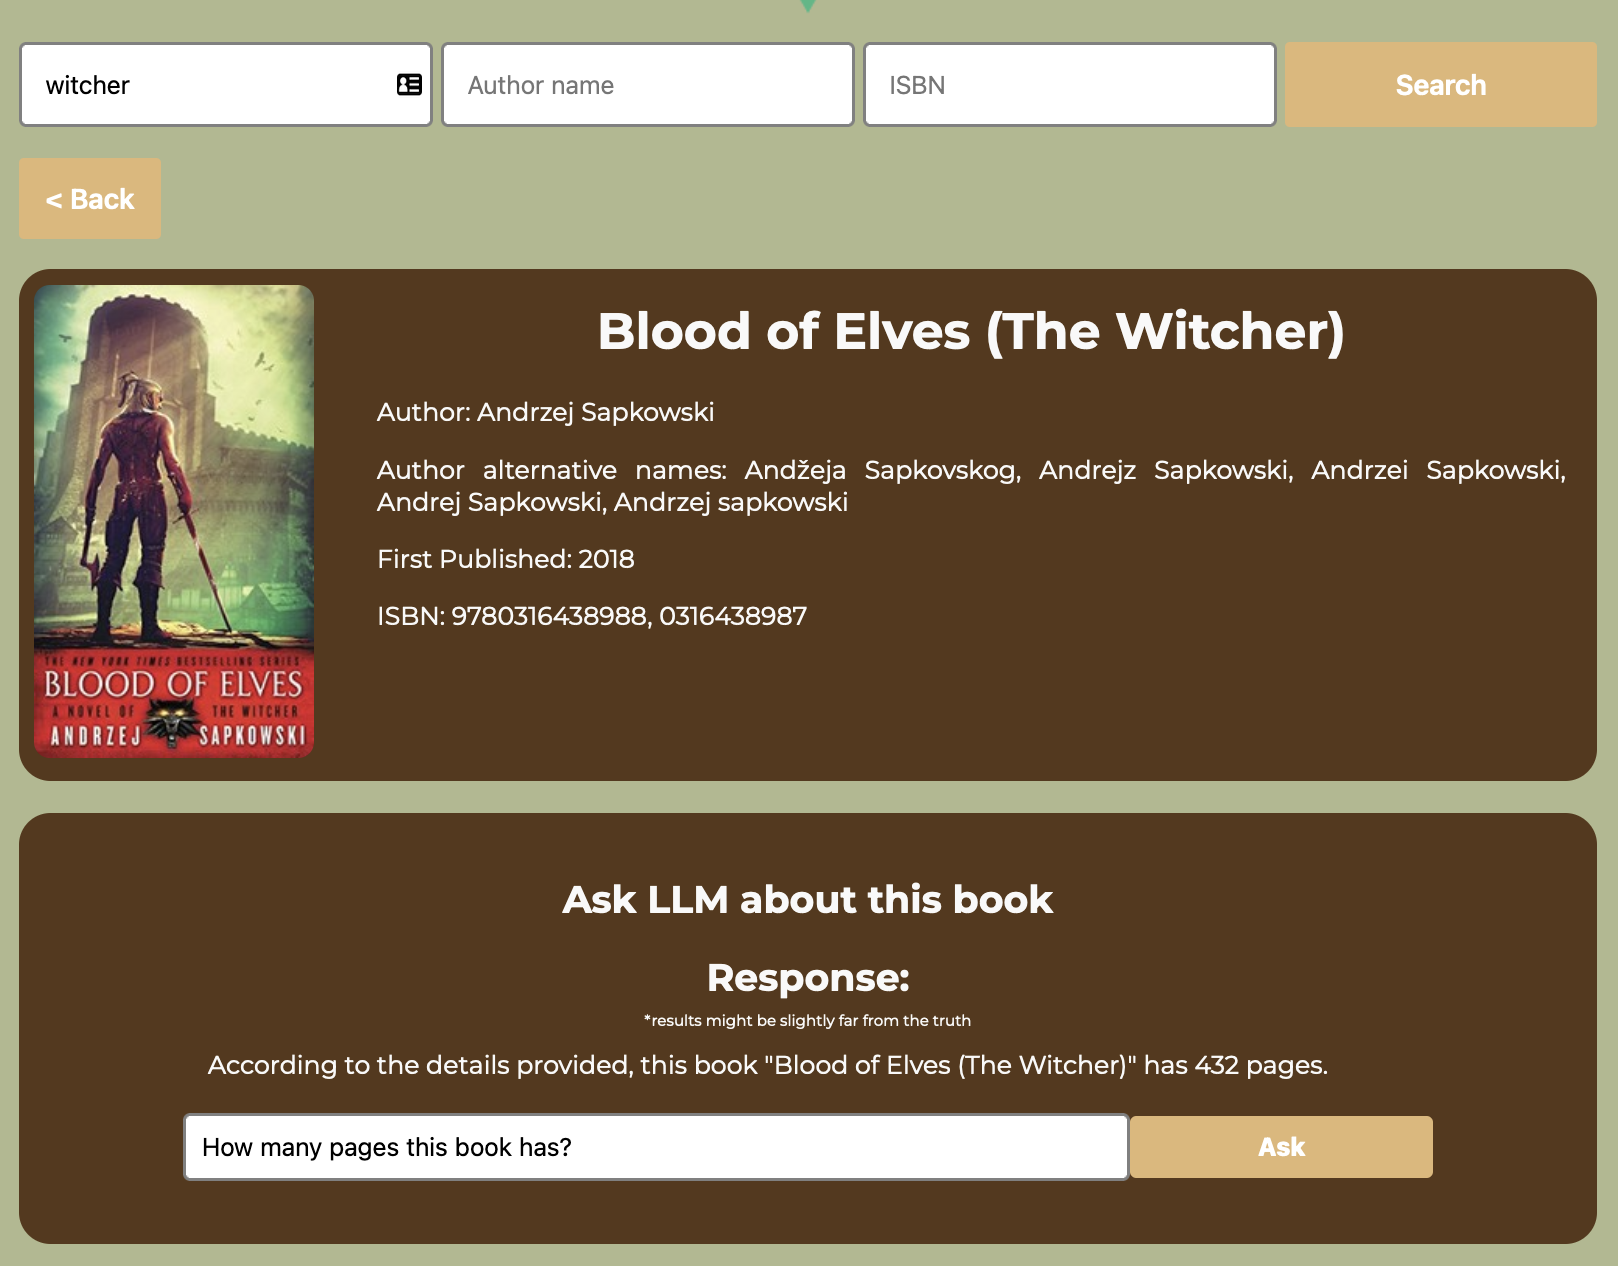 witcher
Author name
ISBN
Search
< Back
THE NEW YORK TIMES BESTSELLING SERIES
BLOOD OF ELVES
A NOVEL OF THE WITCHER
ANDRZEJ SAPKOWSKI
Blood of Elves (The Witcher)
Author: Andrzej Sapkowski
Author alternative names: Andžeja Sapkovskog, Andrejz Sapkowski, Andrzei Sapkowski,
Andrej Sapkowski, Andrzej sapkowski
First Published: 2018
ISBN: 9780316438988, 0316438987
Ask LLM about this book
Response:
*results might be slightly far from the truth
According to the details provided, this book "Blood of Elves (The Witcher)" has 432 pages.
How many pages this book has?
Ask